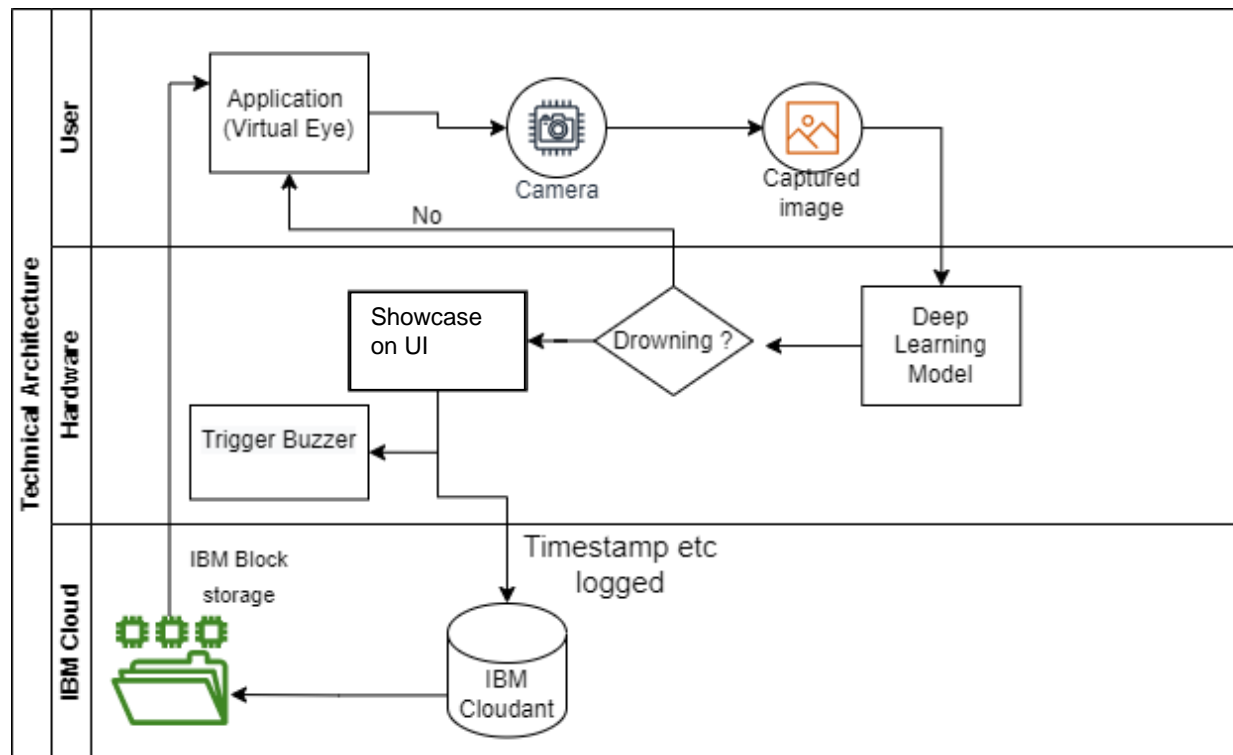 Technical Architecture
User
Application
(Virtual Eye)
Camera
Captured
image
No
Hardware
Showcase
on UI
Drowning ?
Deep
Learning
Model
Trigger Buzzer
IBM Cloud
IBM Block
storage
Timestamp etc
logged
IBM
Cloudant